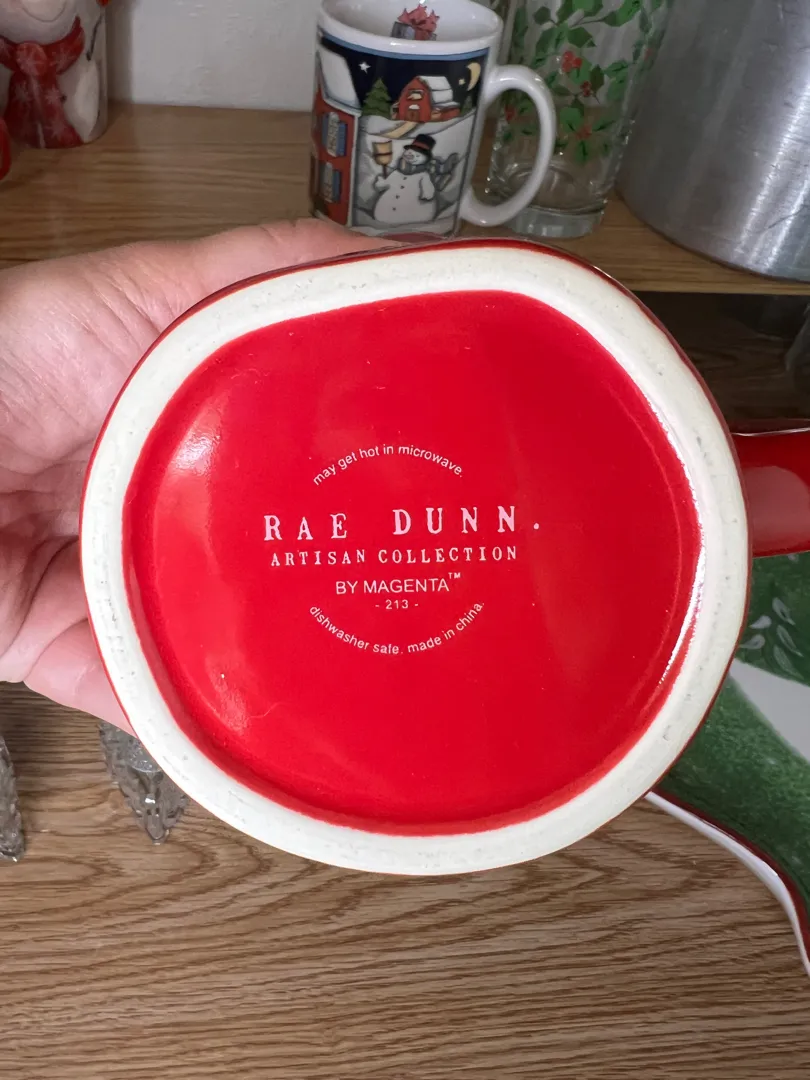 may get hot in microwave.
RAE DUNN.
ARTISAN COLLECTION
BY MAGENTA™
- 213 -
dishwasher safe. made in china.